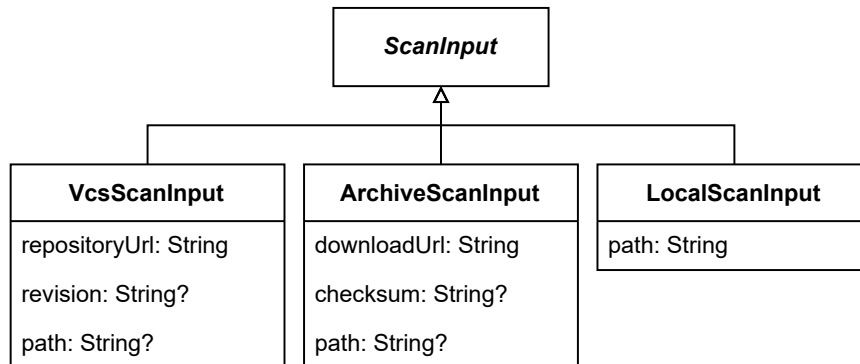 ScanInput
VcsScanInput
repositoryUrl: String
revision: String?
path: String?
ArchiveScanInput
downloadUrl: String
checksum: String?
path: String?
LocalScanInput
path: String